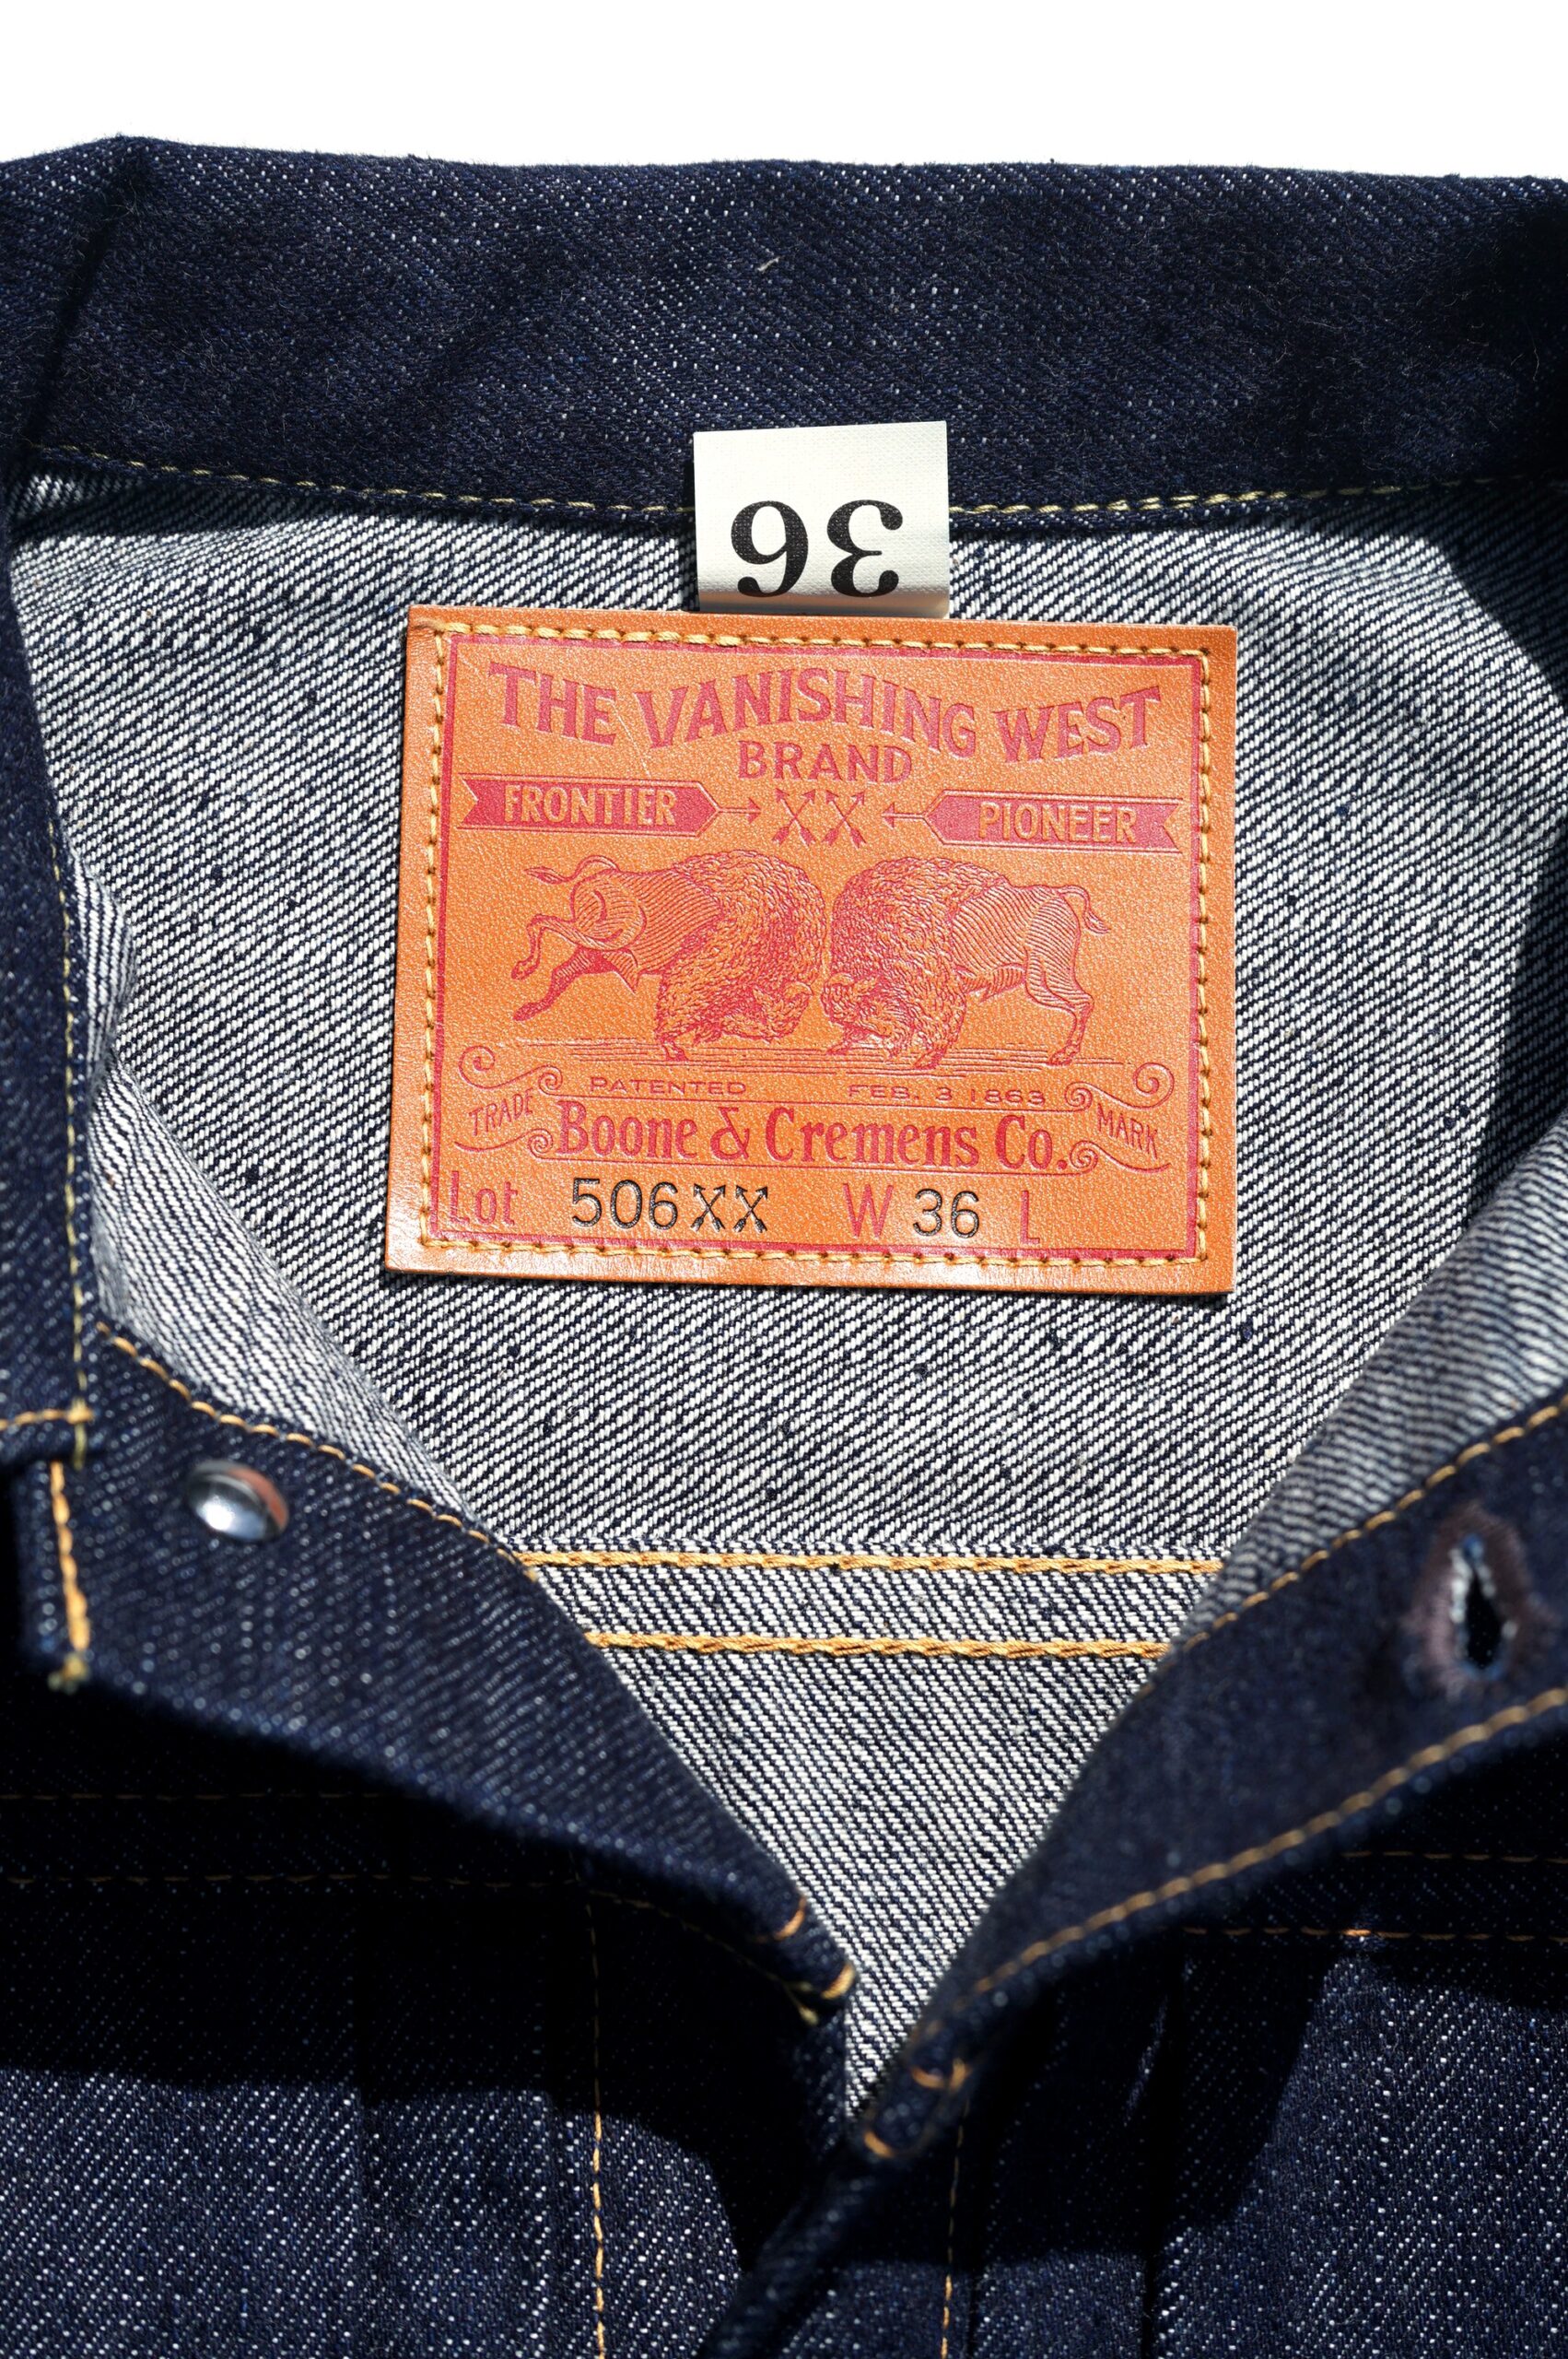 36
THE VANISHING WEST
BRAND
FRONTIER XX PIONEER
PATENTED FEB. 3 1863
TRADE Boone & Cremens Co. MARK
Lot 506XX W 36 L